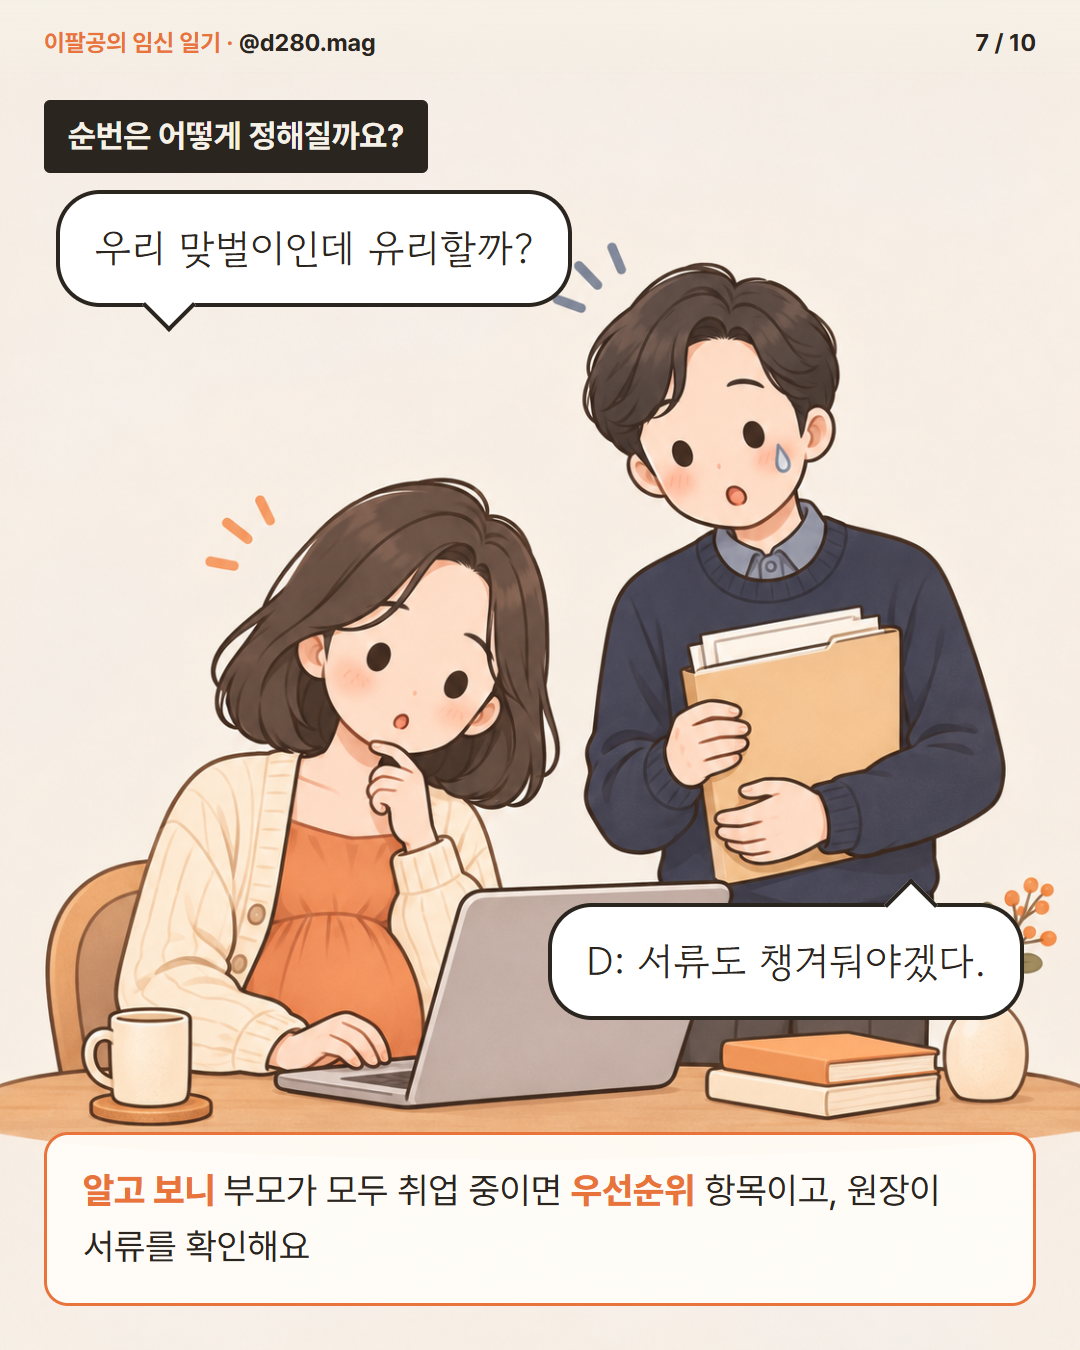 이팔공의 임신 일기 · @d280.mag
7 / 10
순번은 어떻게 정해질까요?
우리 맞벌이인데 유리할까?
D: 서류도 챙겨둬야겠다.
알고 보니 부모가 모두 취업 중이면 우선순위 항목이고, 원장이
서류를 확인해요